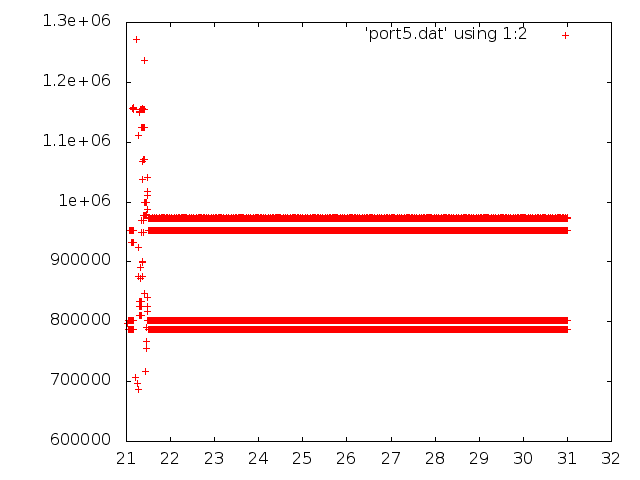 1.3e+06
'port5.dat' using 1:2
1.2e+06
1.1e+06
1e+06
900000
800000
700000
600000
21 22 23 24 25 26 27 28 29 30 31 32